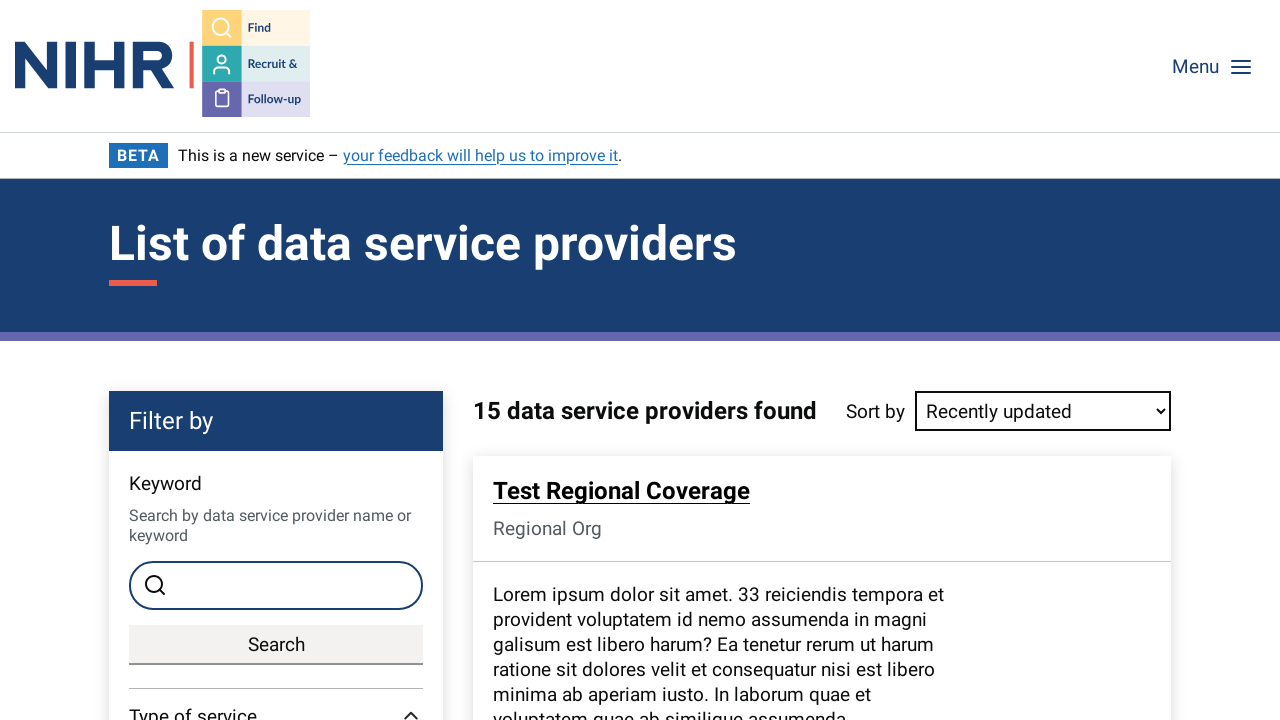 NIHR
Find
Recruit &
Follow-up
Menu
BETA This is a new service – your feedback will help us to improve it.
List of data service providers
Filter by
Keyword
Search by data service provider name or
keyword
Search
Type of service
15 data service providers found
Sort by Recently updated
Test Regional Coverage
Regional Org
Lorem ipsum dolor sit amet. 33 reiciendis tempora et
provident voluptatem id nemo assumenda in magni
galisum est libero harum? Ea tenetur rerum ut harum
ratione sit dolores velit et consequatur nisi est libero
minima ab aperiam iusto. In laborum quae et
voluptatem quae ab similique assumenda